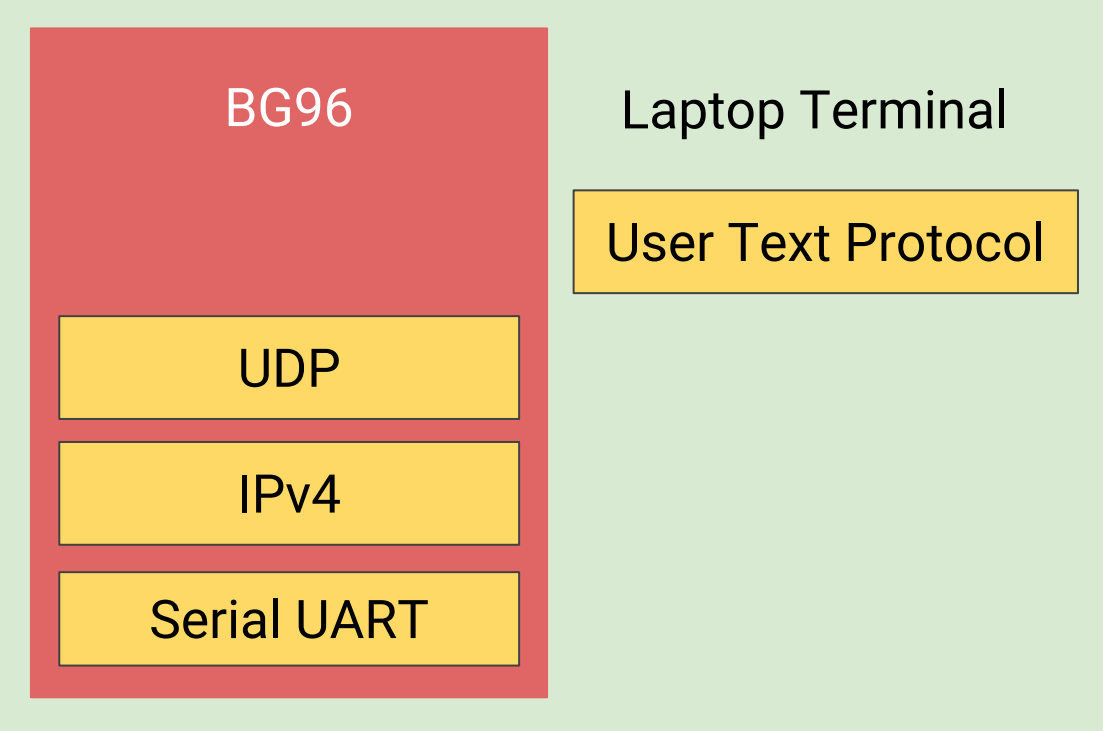 BG96
Laptop Terminal
User Text Protocol
UDP
IPv4
Serial UART